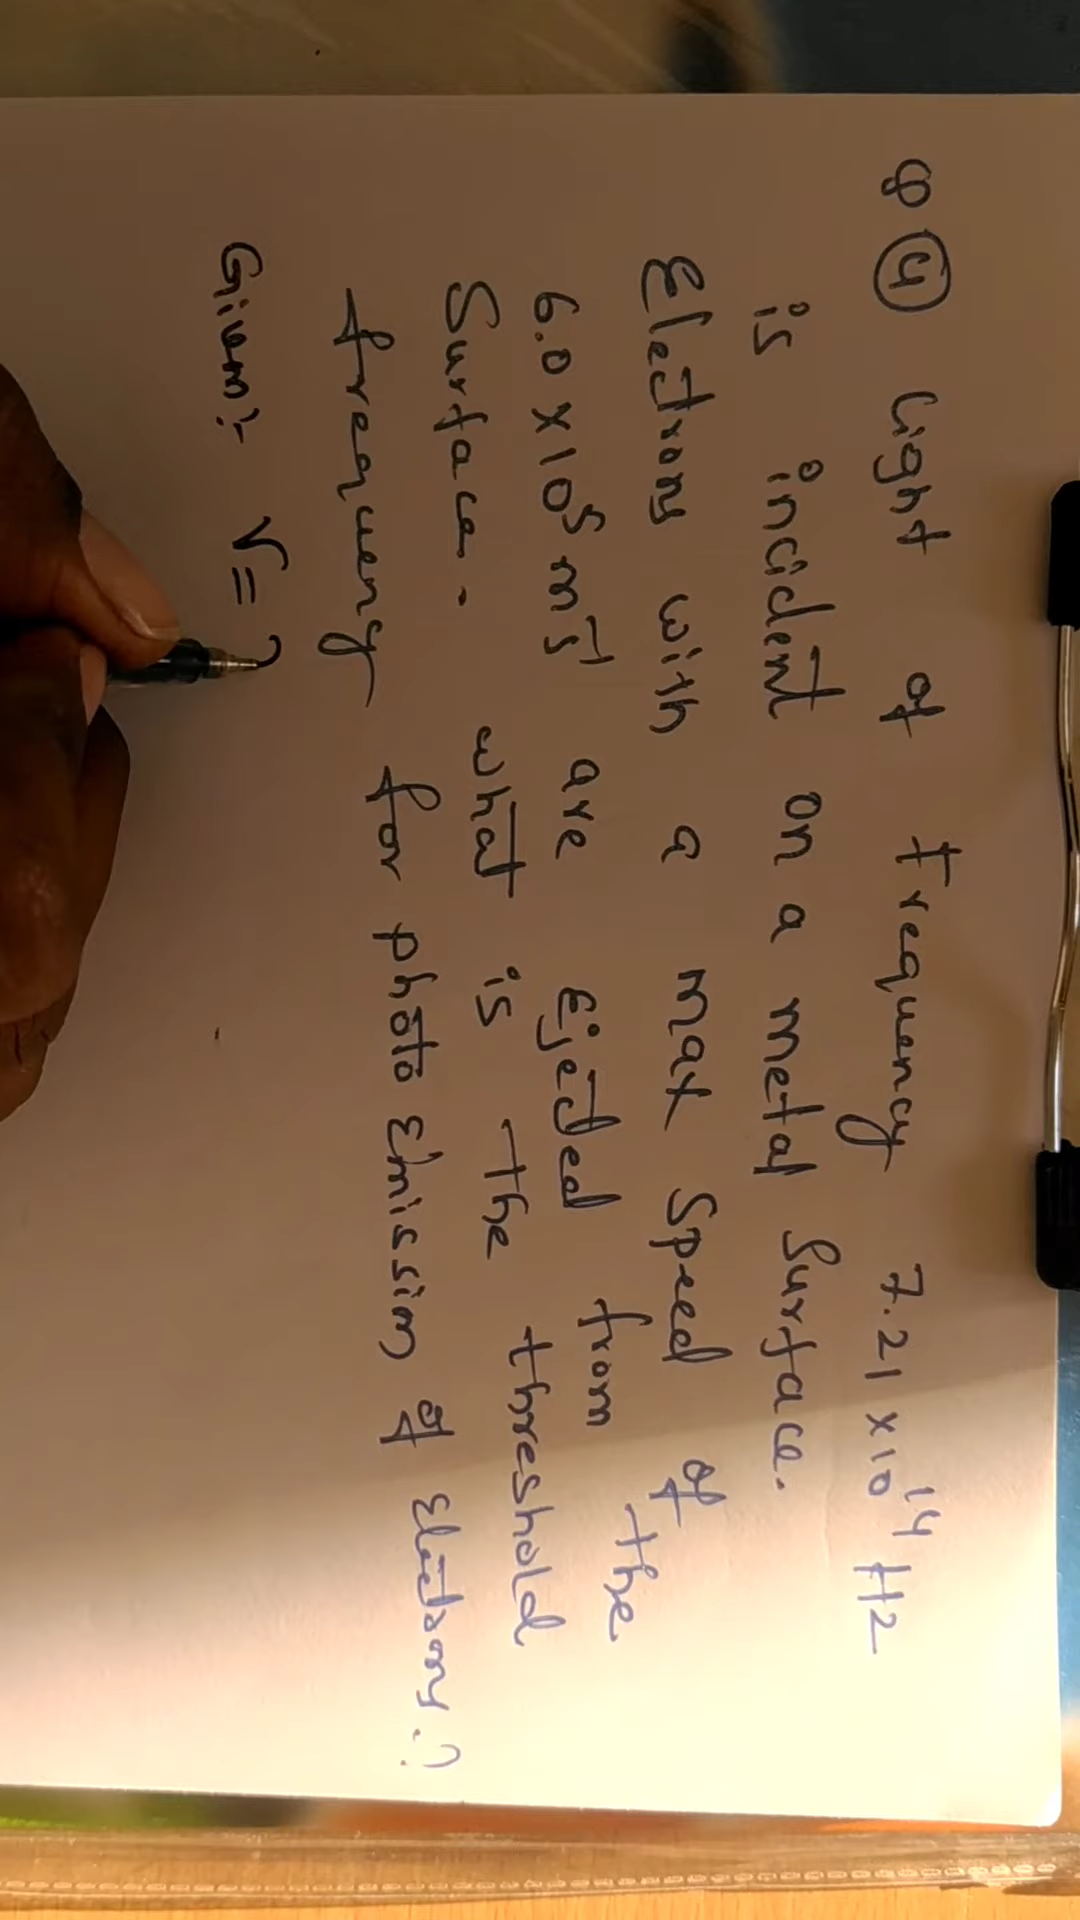 Q ④ Light of frequency 7.21 × 10¹⁴ Hz
is incident on a metal surface.
Electrons with a max speed of
6.0 × 10⁵ ms⁻¹ are ejected from the
surface. what is the threshold
frequency for photo Emission of Electrons.?
Given:- ν =